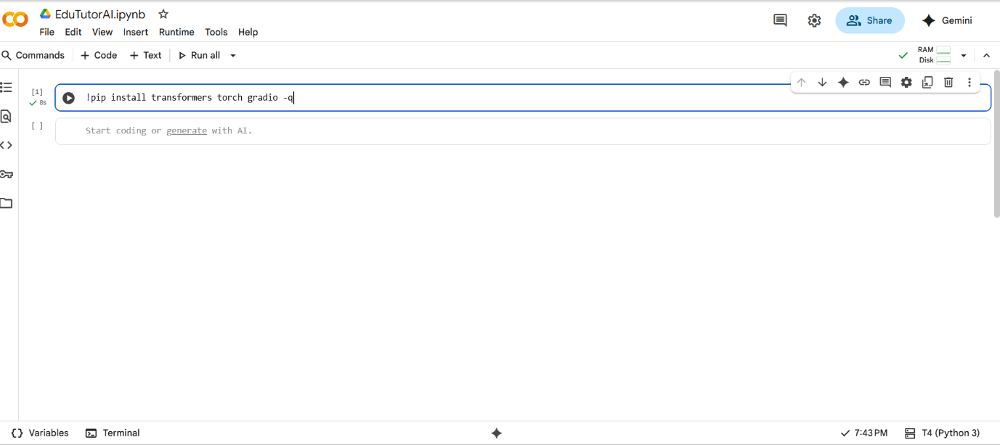 EduTutorAI.ipynb
File Edit View Insert Runtime Tools Help
Share
Gemini
Commands + Code + Text Run all
RAM
Disk
[1] !pip install transformers torch gradio -q
8s
[ ] Start coding or generate with AI.
Variables Terminal 7:43 PM T4 (Python 3)